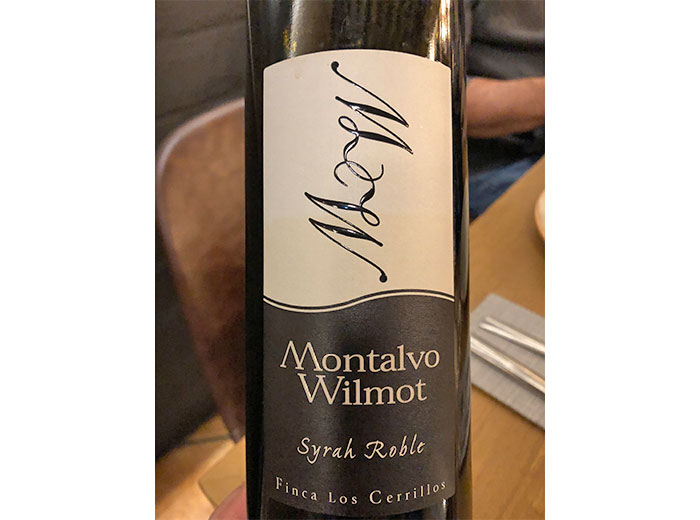 M&W
Montalvo
Wilmot
Syrah Roble
Finca Los Cerrillos